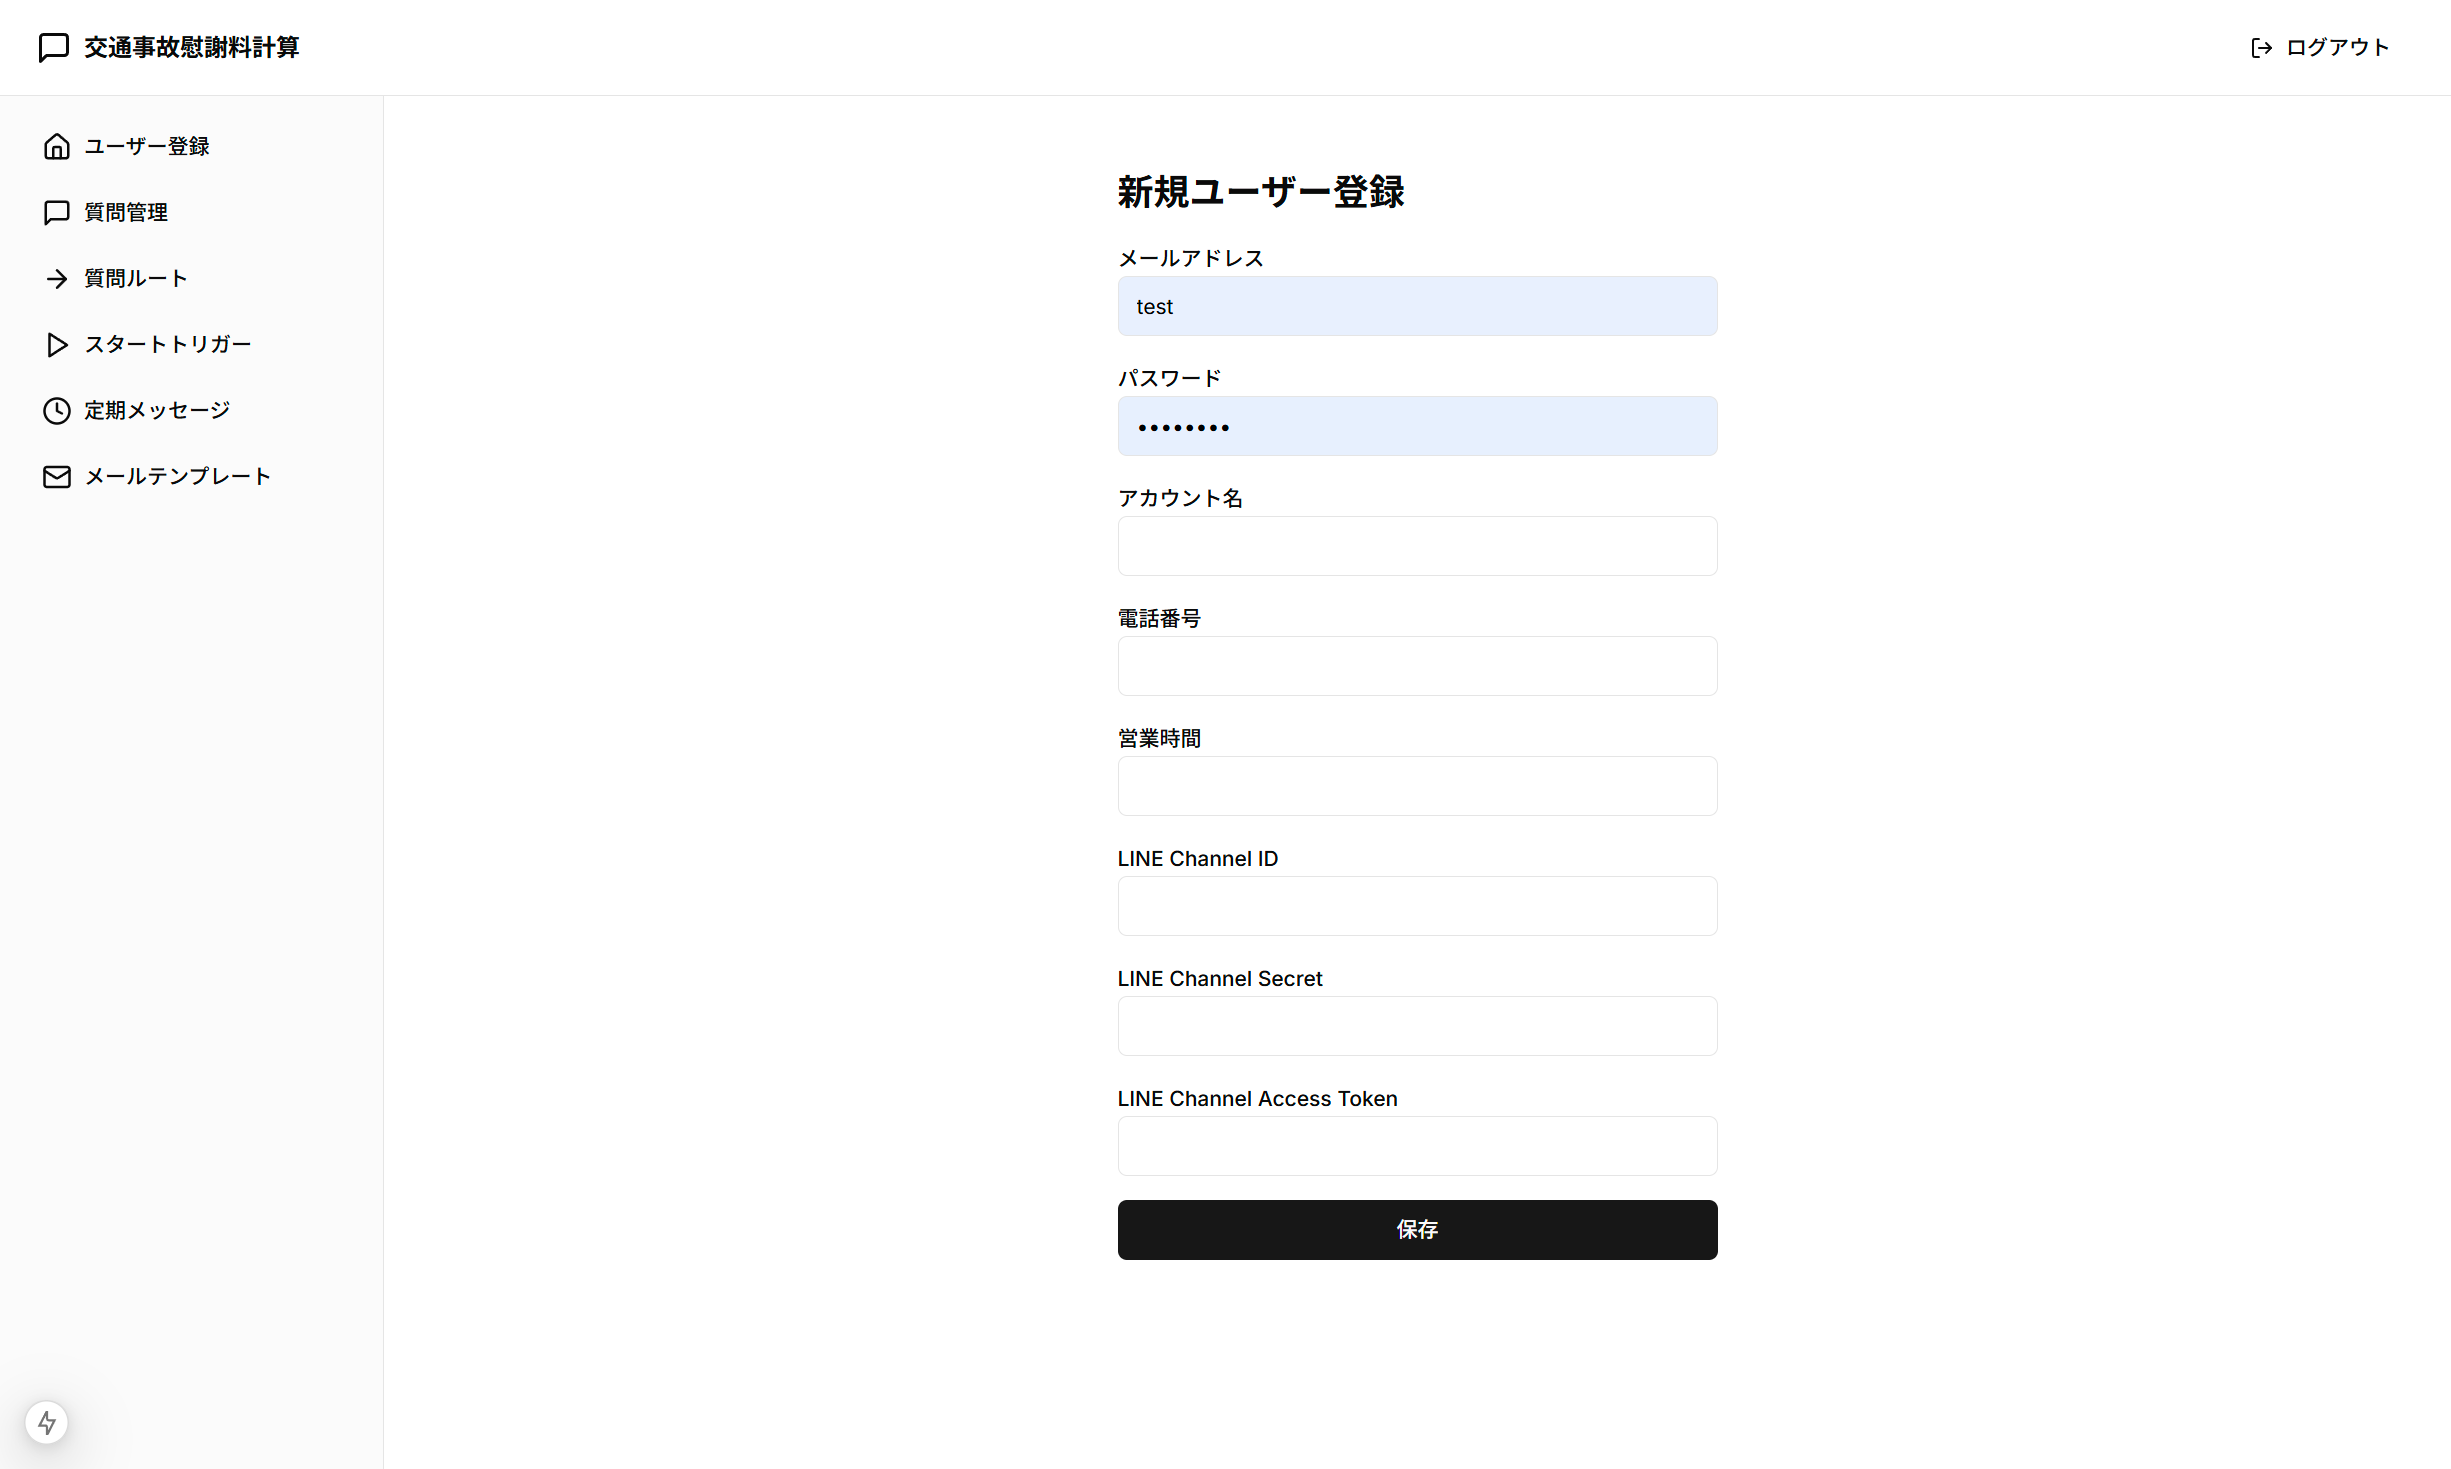 交通事故慰謝料計算
ログアウト
ユーザー登録
質問管理
質問ルート
スタートトリガー
定期メッセージ
メールテンプレート
新規ユーザー登録
メールアドレス
test
パスワード
••••••••
アカウント名
電話番号
営業時間
LINE Channel ID
LINE Channel Secret
LINE Channel Access Token
保存